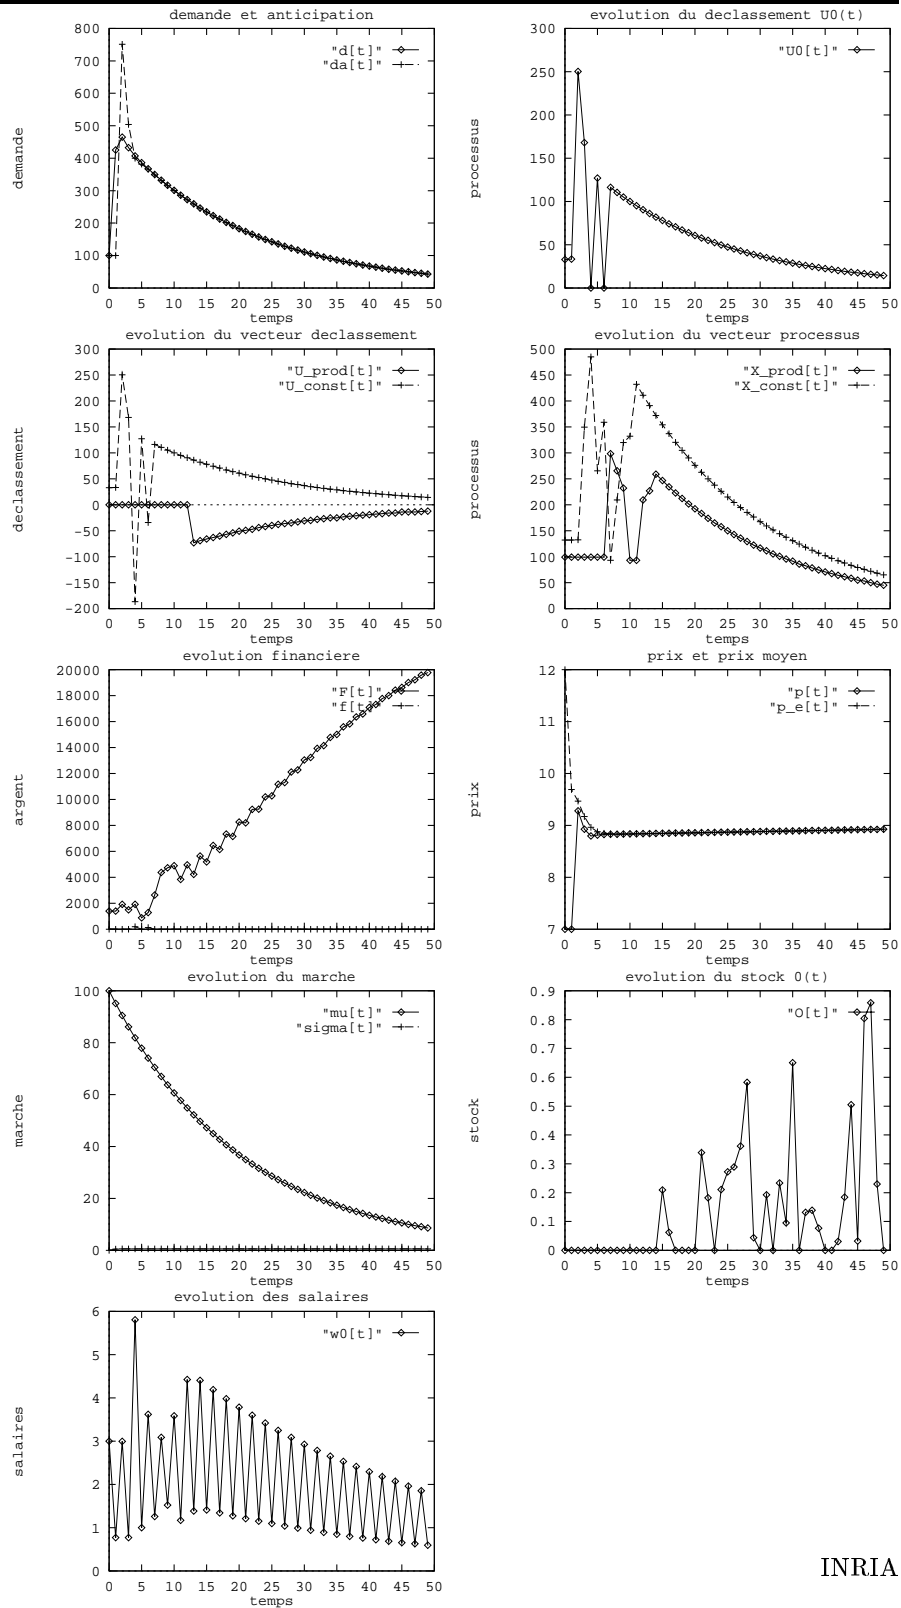 demande et anticipation
800
700
600
500
400
300
200
100
0
demande
"d[t]"
"da[t]"
0 5 10 15 20 25 30 35 40 45 50
temps
evolution du declassement U0(t)
300
250
200
150
100
50
0
processus
"U0[t]"
0 5 10 15 20 25 30 35 40 45 50
temps
evolution du vecteur declassement
300
250
200
150
100
50
0
-50
-100
-150
-200
declassement
"U_prod[t]"
"U_const[t]"
0 5 10 15 20 25 30 35 40 45 50
temps
evolution du vecteur processus
500
450
400
350
300
250
200
150
100
50
0
processus
"X_prod[t]"
"X_const[t]"
0 5 10 15 20 25 30 35 40 45 50
temps
evolution financiere
20000
18000
16000
14000
12000
10000
8000
6000
4000
2000
0
argent
"F[t]"
"f[t]"
0 5 10 15 20 25 30 35 40 45 50
temps
prix et prix moyen
12
11
10
9
8
7
prix
"p[t]"
"p_e[t]"
0 5 10 15 20 25 30 35 40 45 50
temps
evolution du marche
100
80
60
40
20
0
marche
"mu[t]"
"sigma[t]"
0 5 10 15 20 25 30 35 40 45 50
temps
evolution du stock 0(t)
0.9
0.8
0.7
0.6
0.5
0.4
0.3
0.2
0.1
0
stock
"O[t]"
0 5 10 15 20 25 30 35 40 45 50
temps
evolution des salaires
6
5
4
3
2
1
0
salaires
"w0[t]"
0 5 10 15 20 25 30 35 40 45 50
temps
INRIA